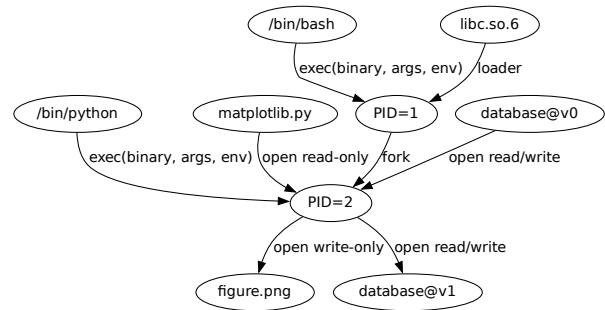 /bin/bash
libc.so.6
exec(binary, args, env)
loader
/bin/python
matplotlib.py
PID=1
database@v0
exec(binary, args, env)
open read-only
fork
open read/write
PID=2
open write-only
open read/write
figure.png
database@v1